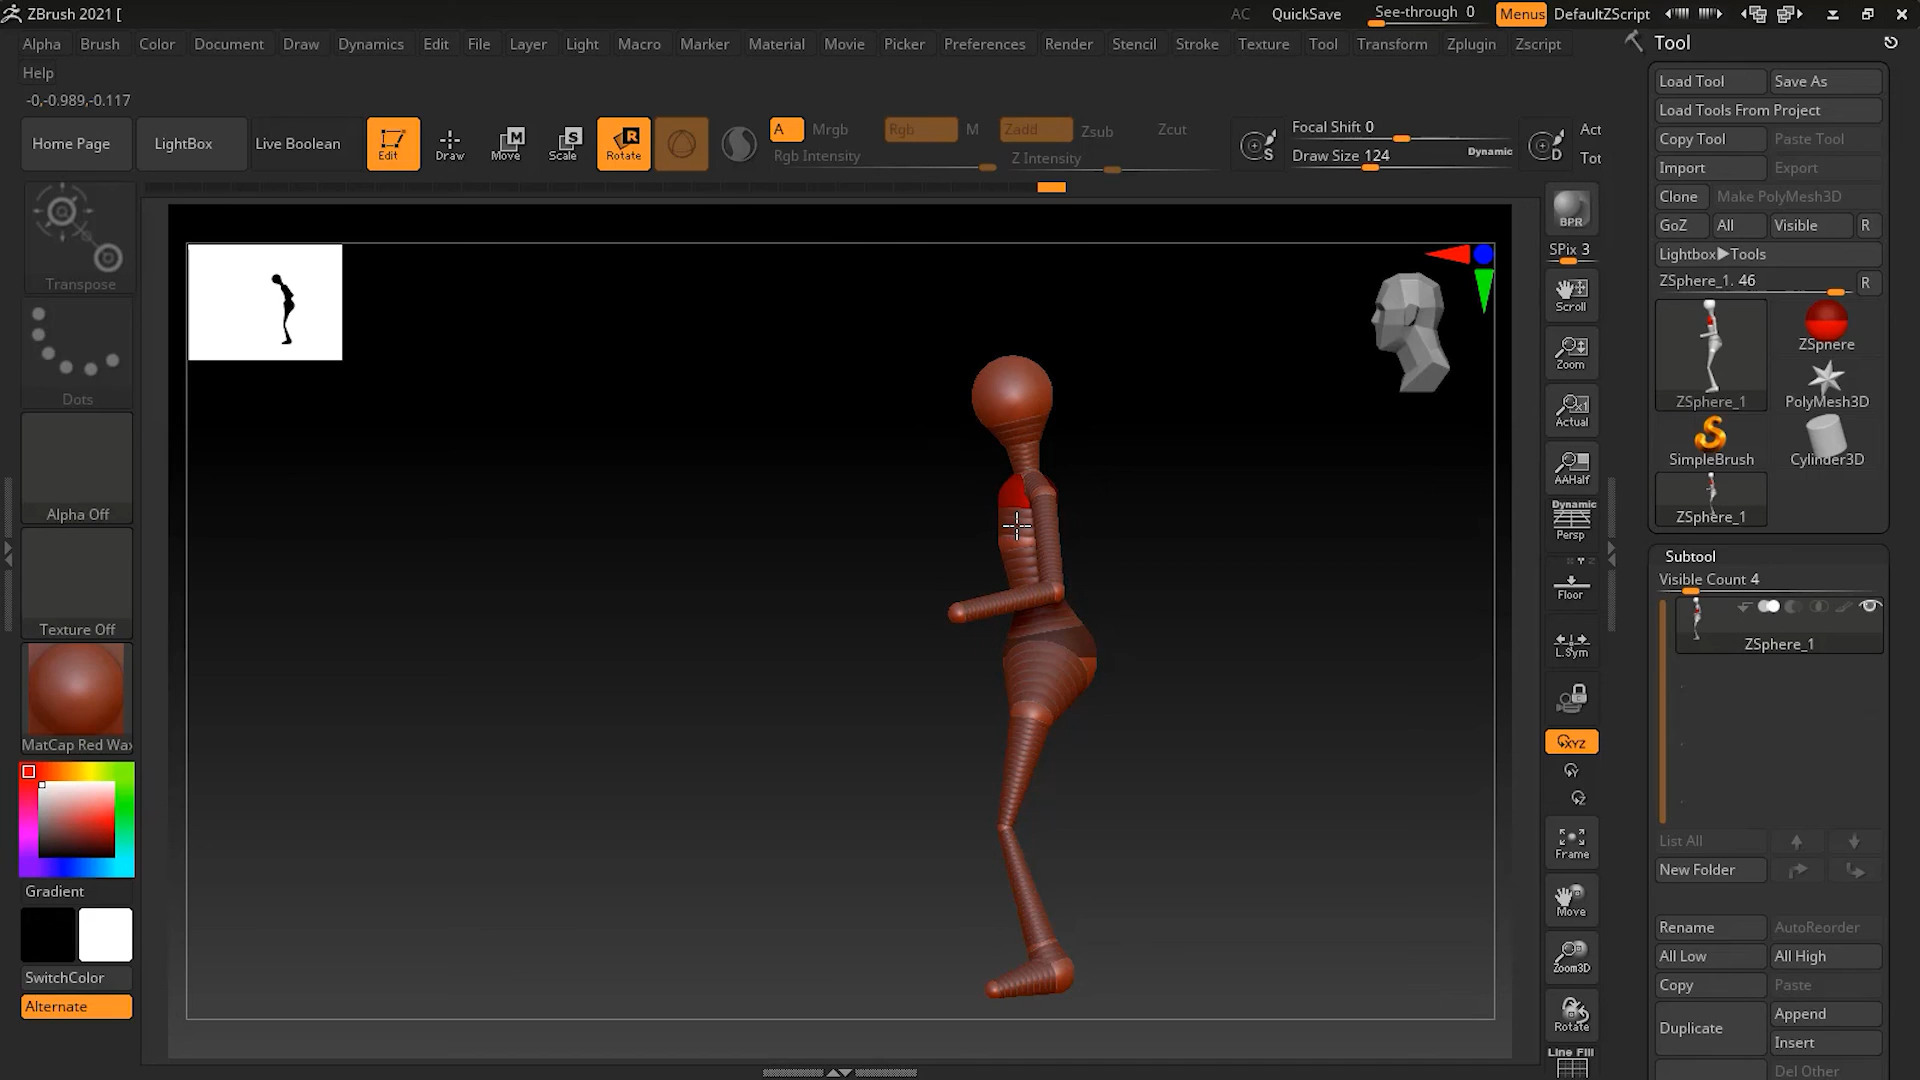 ZBrush 2021 [
AC
QuickSave
See-through 0
Menus
DefaultZScript
Alpha Brush Color Document Draw Dynamics Edit File Layer Light Macro Marker Material Movie Picker Preferences Render Stencil Stroke Texture Tool Transform Zplugin Zscript
Help
-0,-0.989,-0.117
Home Page
LightBox
Live Boolean
Edit
Draw
M
Move
S
Scale
R
Rotate
A
Mrgb
Rgb
M
Zadd
Zsub
Zcut
Rgb Intensity
Z Intensity
S
Focal Shift 0
Draw Size 124
Dynamic
D
Act
Tot
Transpose
Dots
Alpha Off
Texture Off
MatCap Red Wax
Gradient
SwitchColor
Alternate
BPR
SPix 3
Scroll
Zoom
Actual
AAHalf
Dynamic
Persp
Floor
L.Sym
XYZ
Y
Z
Frame
Move
Zoom3D
Rotate
Line Fill
Tool
Load Tool
Save As
Load Tools From Project
Copy Tool
Paste Tool
Import
Export
Clone
Make PolyMesh3D
GoZ
All
Visible
R
Lightbox▶Tools
ZSphere_1. 46
R
ZSphere_1
ZSphere
PolyMesh3D
SimpleBrush
Cylinder3D
ZSphere_1
Subtool
Visible Count 4
ZSphere_1
List All
New Folder
Rename
AutoReorder
All Low
All High
Copy
Paste
Duplicate
Append
Insert
Del Other